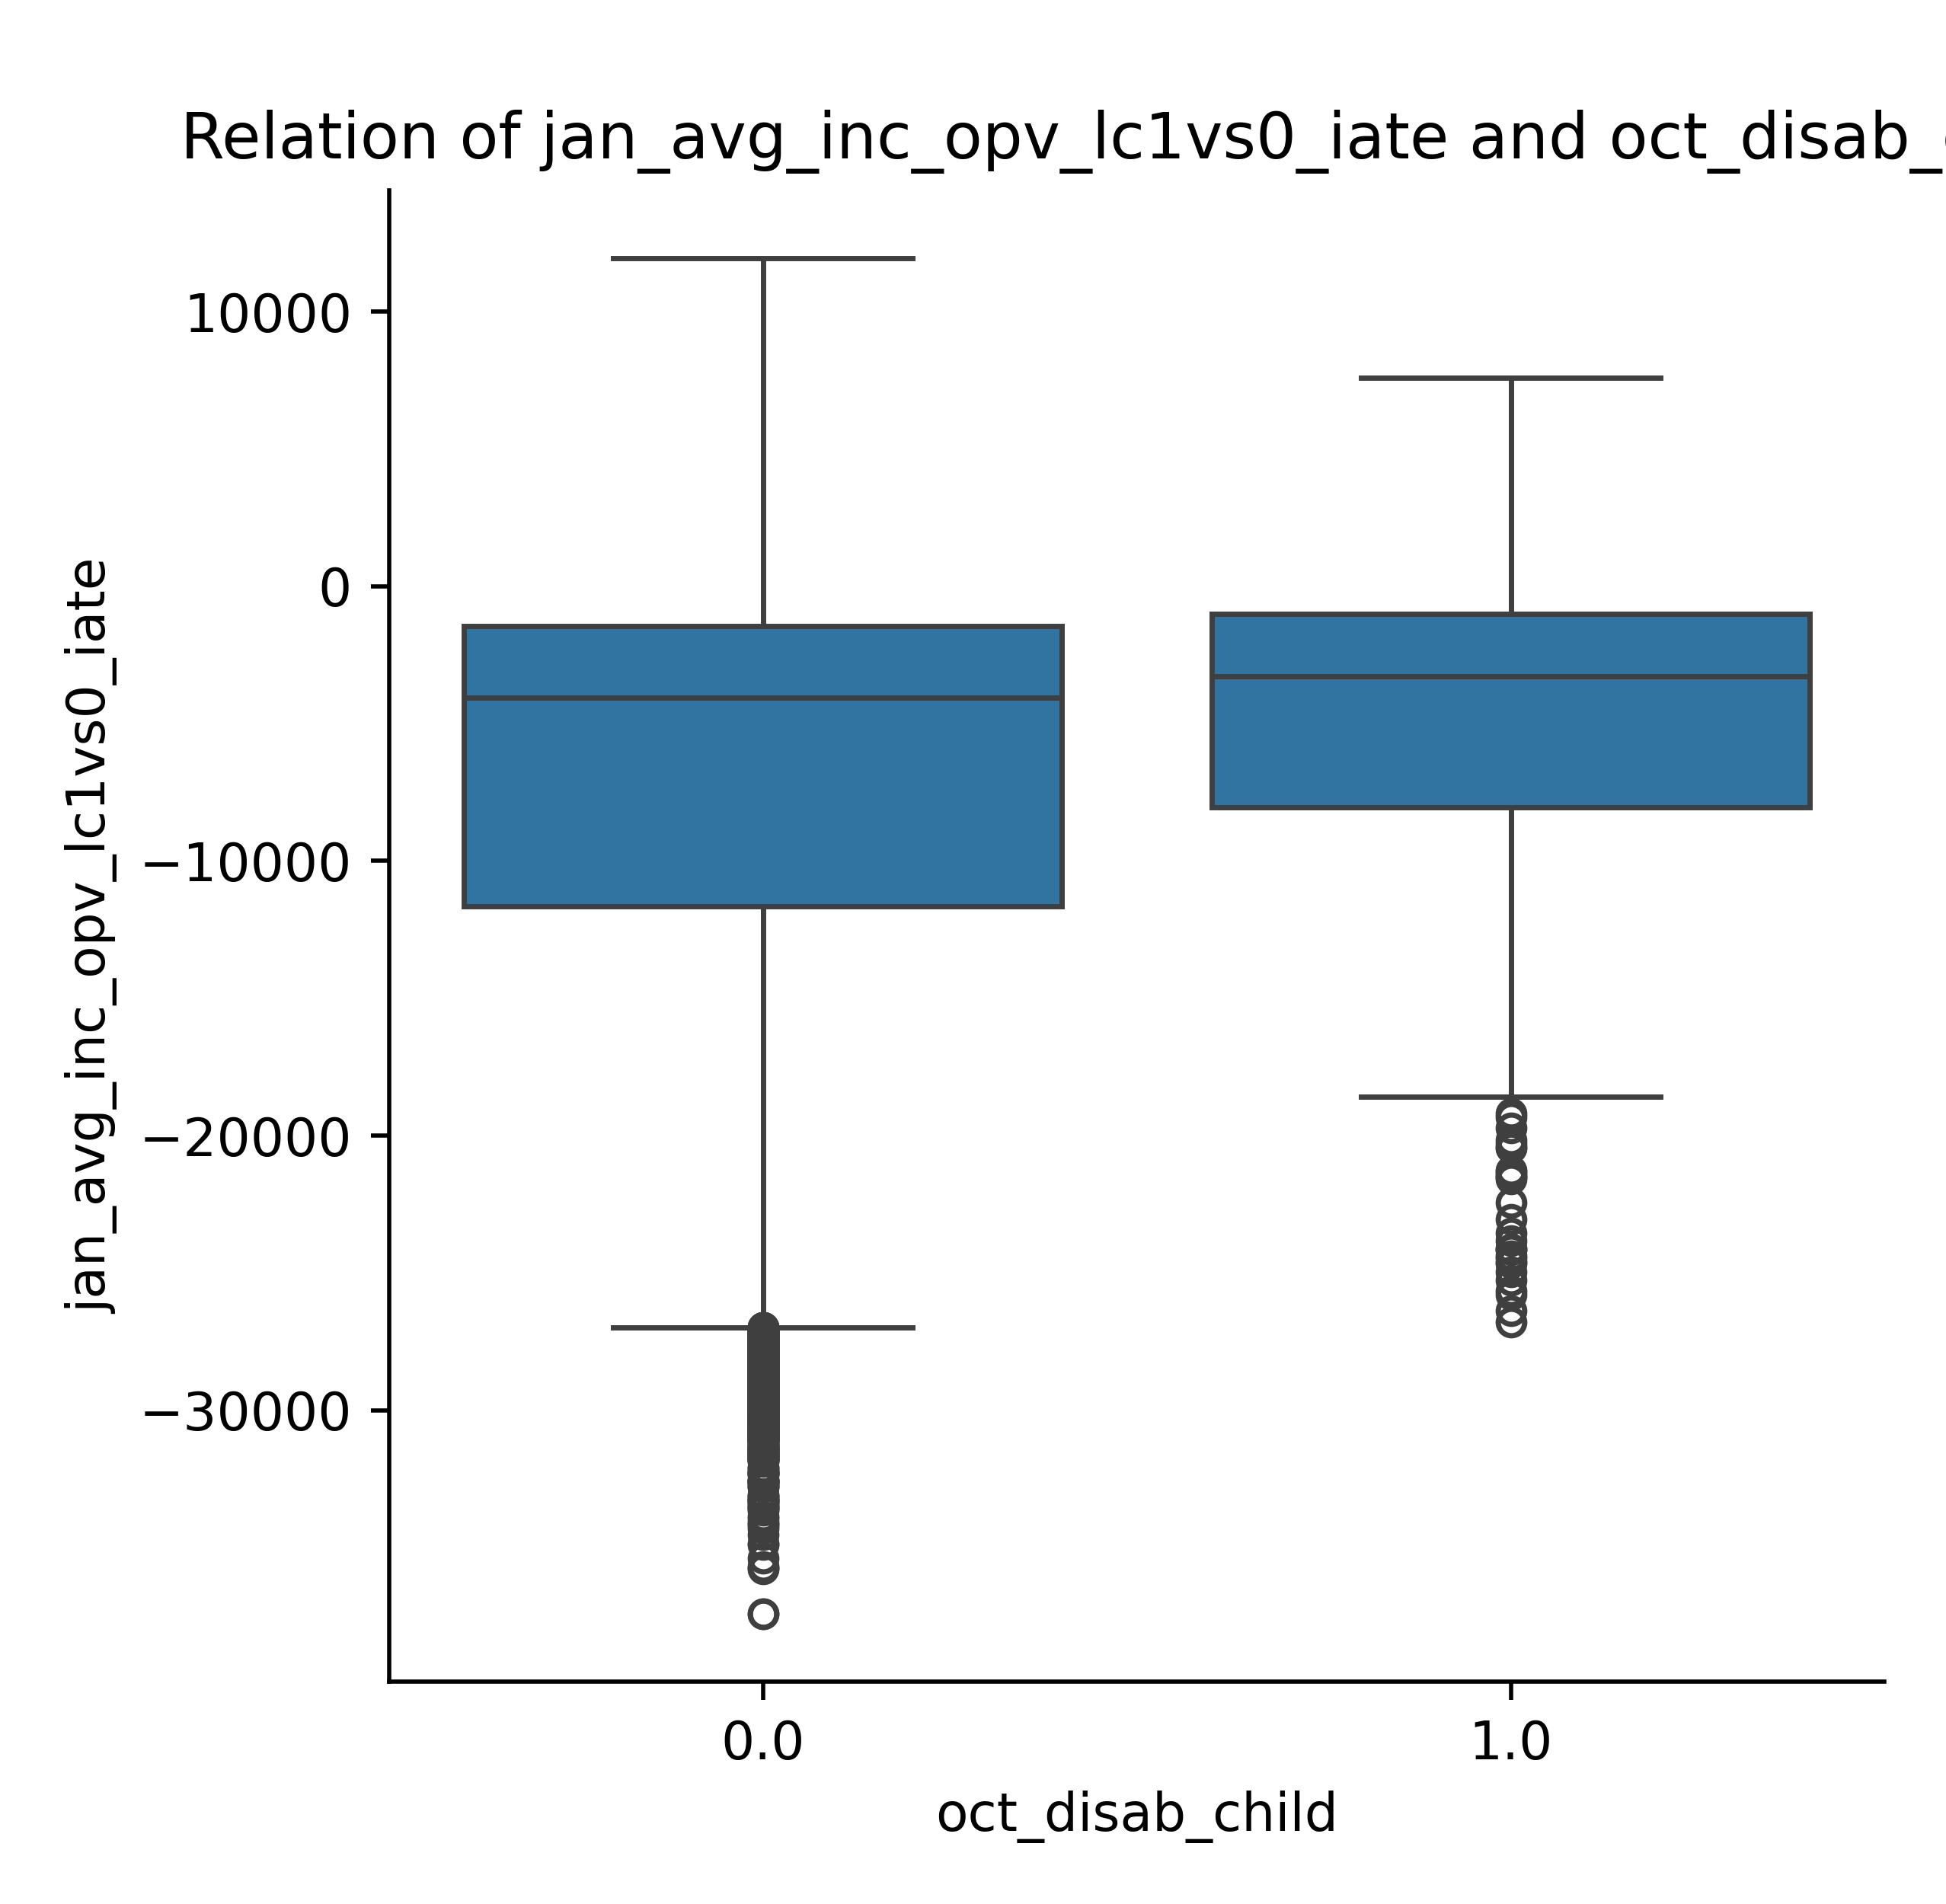 Relation of jan_avg_inc_opv_lc1vs0_iate and oct_disab_
jan_avg_inc_opv_lc1vs0_iate
10000
0
−10000
−20000
−30000
0.0
1.0
oct_disab_child